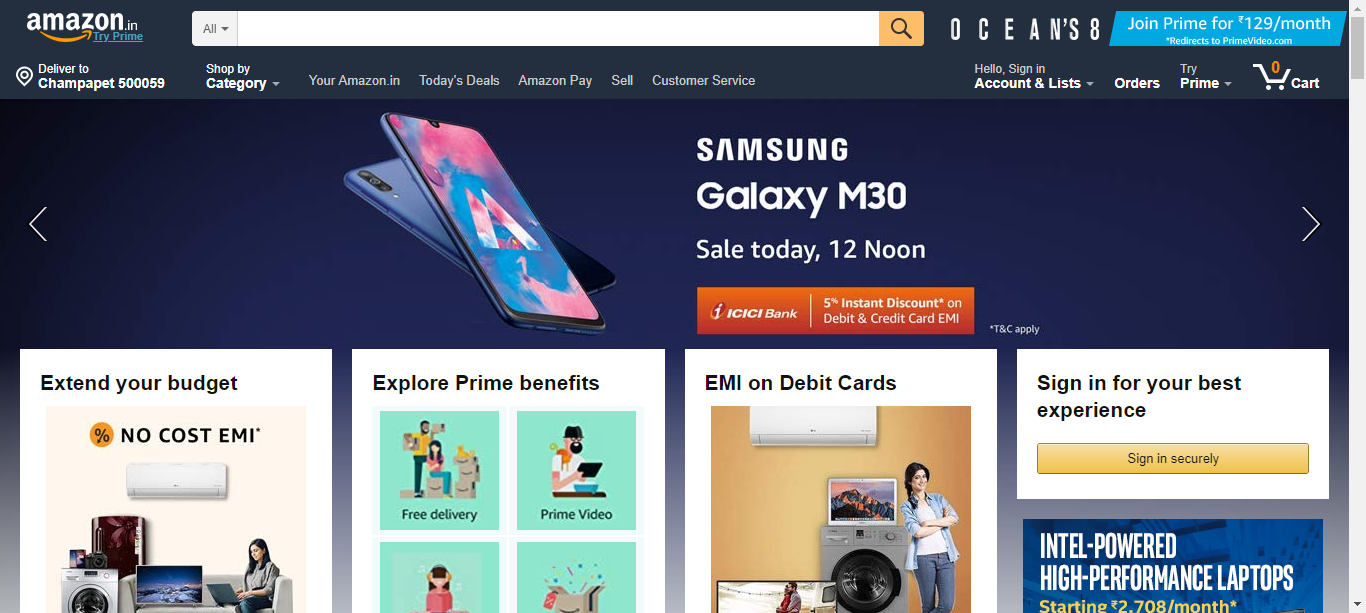 amazon.in
Try Prime
All
OCEAN'S 8
Join Prime for ₹129/month
*Redirects to PrimeVideo.com
Deliver to
Champapet 500059
Shop by
Category
Your Amazon.in
Today's Deals
Amazon Pay
Sell
Customer Service
Hello, Sign in
Account & Lists
Orders
Try
Prime
0
Cart
SAMSUNG
Galaxy M30
Sale today, 12 Noon
ICICI Bank
5% Instant Discount* on
Debit & Credit Card EMI
*T&C apply
Extend your budget
% NO COST EMI*
Explore Prime benefits
Free delivery
Prime Video
EMI on Debit Cards
Sign in for your best
experience
Sign in securely
INTEL-POWERED
HIGH-PERFORMANCE LAPTOPS
Starting ₹2,708/month*